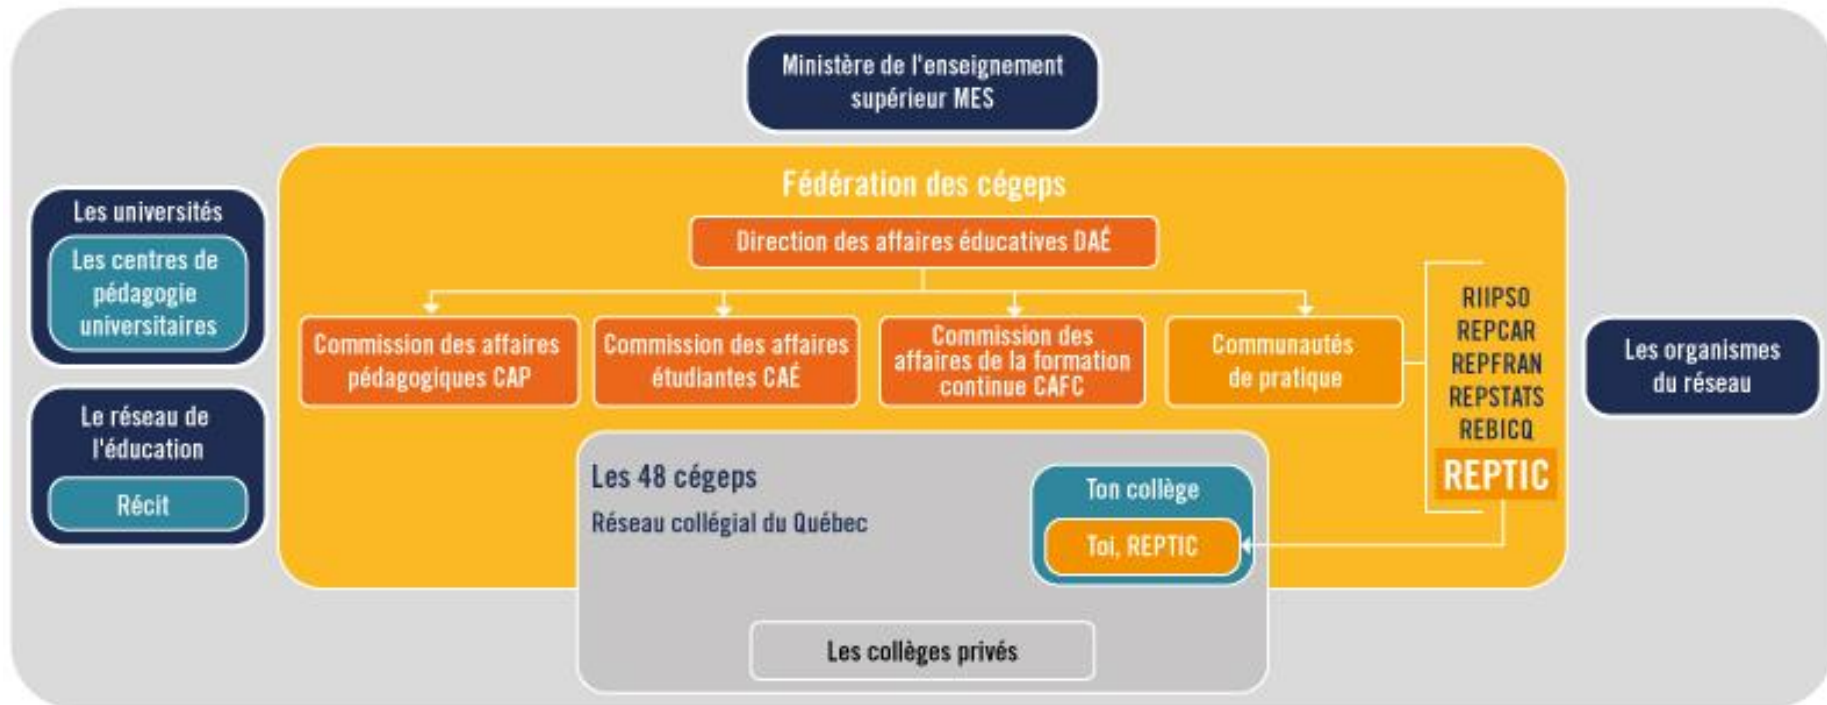 Ministère de l'enseignement
supérieur MES
Les universités
Les centres de
pédagogie
universitaires
Le réseau de
l'éducation
Récit
Fédération des cégeps
Direction des affaires éducatives DAÉ
Commission des affaires
pédagogiques CAP
Commission des affaires
étudiantes CAÉ
Commission des
affaires de la formation
continue CAFC
Communautés
de pratique
RIIPSO
REPCAR
REPFRAN
REPSTATS
REBICQ
REPTIC
Les organismes
du réseau
Les 48 cégeps
Réseau collégial du Québec
Ton collège
Toi, REPTIC
Les collèges privés